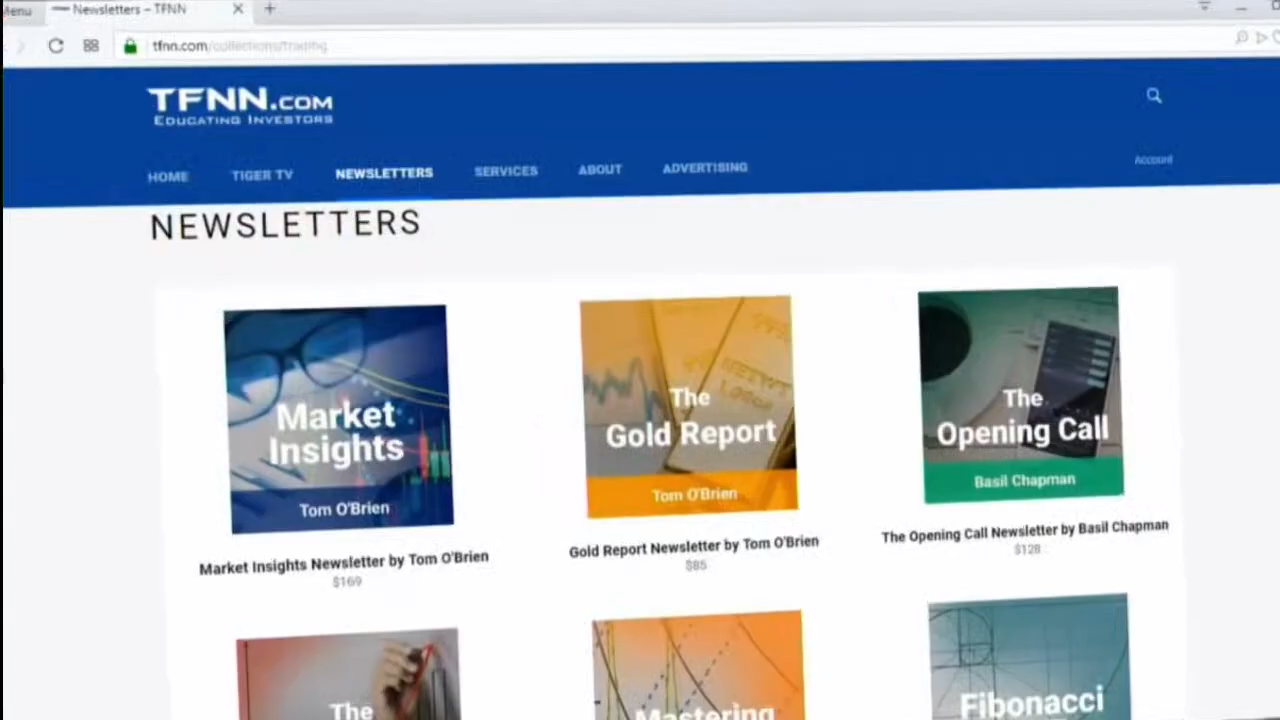 Menu
Newsletters – TFNN
tfnn.com/collections/trading
TFNN.COM
EDUCATING INVESTORS
Account
HOME
TIGER TV
NEWSLETTERS
SERVICES
ABOUT
ADVERTISING
NEWSLETTERS
Market
Insights
Tom O'Brien
Market Insights Newsletter by Tom O'Brien
$169
The
Gold Report
Tom O'Brien
Gold Report Newsletter by Tom O'Brien
$85
The
Opening Call
Basil Chapman
The Opening Call Newsletter by Basil Chapman
$128
The
Mastering
Fibonacci